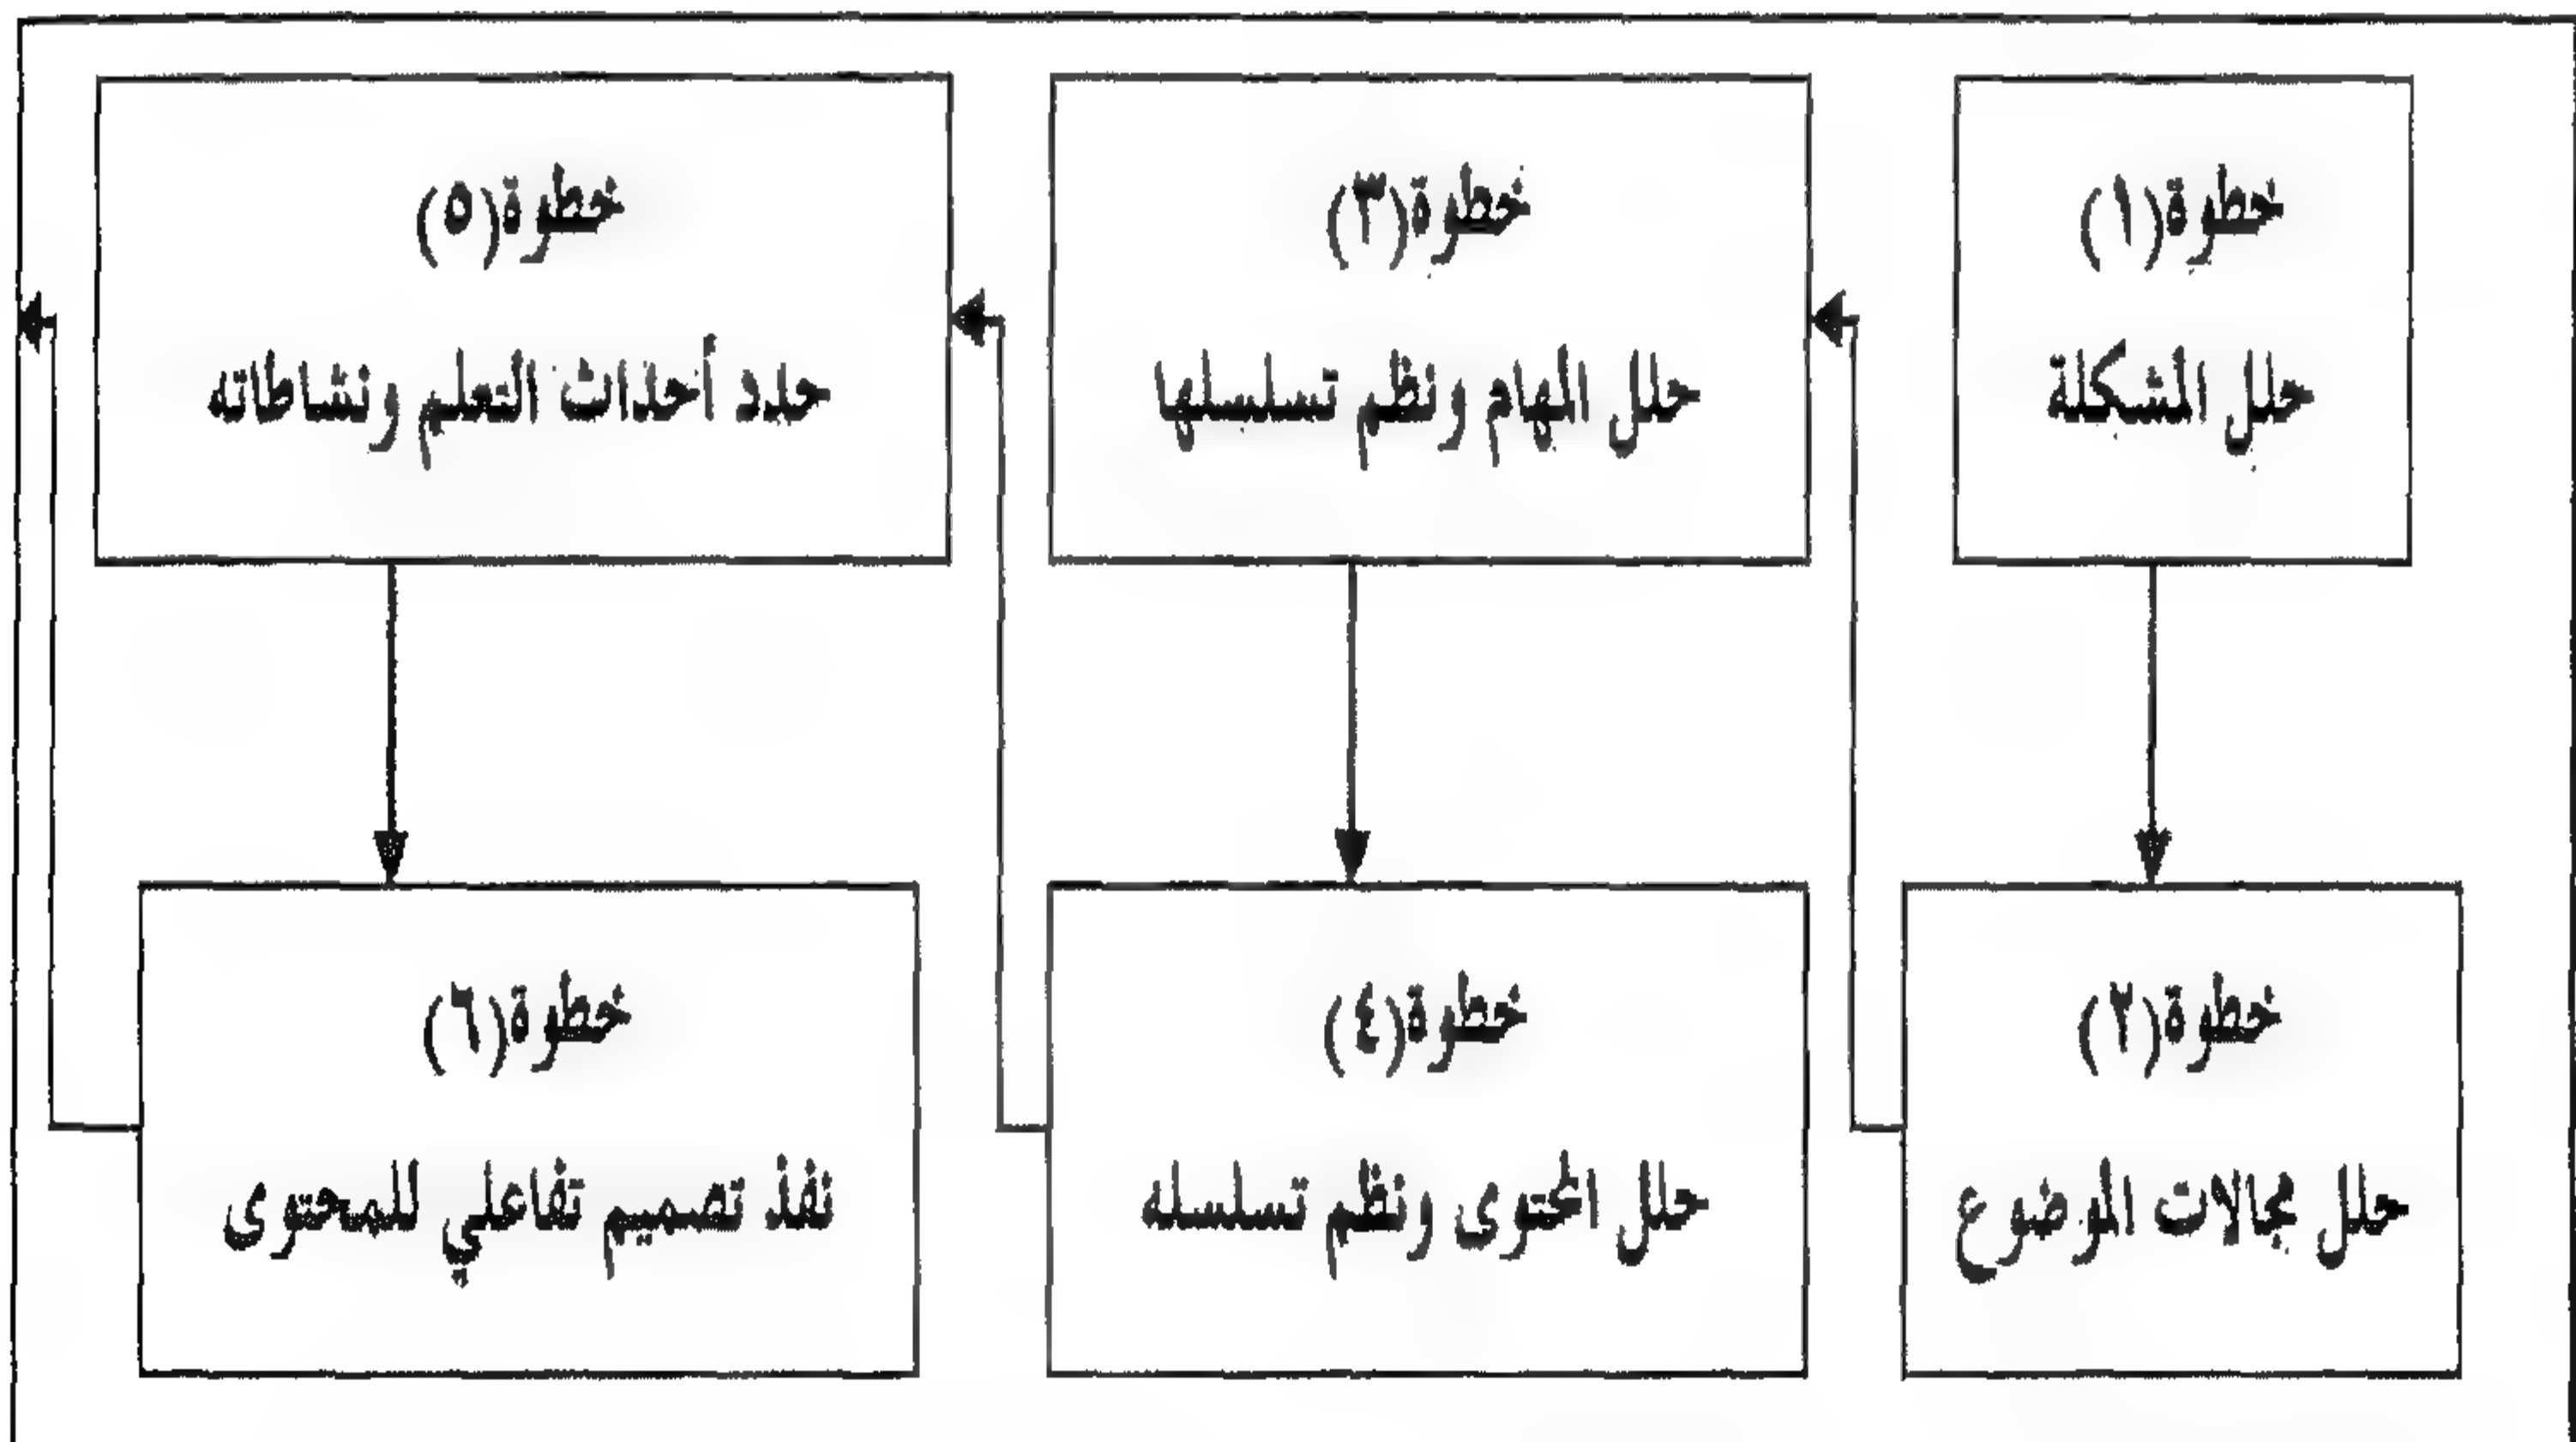 خطوة(١)
حلل المشكلة
خطوة(٢)
حلل مجالات الموضوع
خطوة(٣)
حلل المهام ونظم تسلسلها
خطوة(٤)
حلل المحتوى ونظم تسلسله
خطوة(٥)
حدد أحداث التعلم ونشاطاته
خطوة(٦)
نفذ تصميم تفاعلي للمحتوى